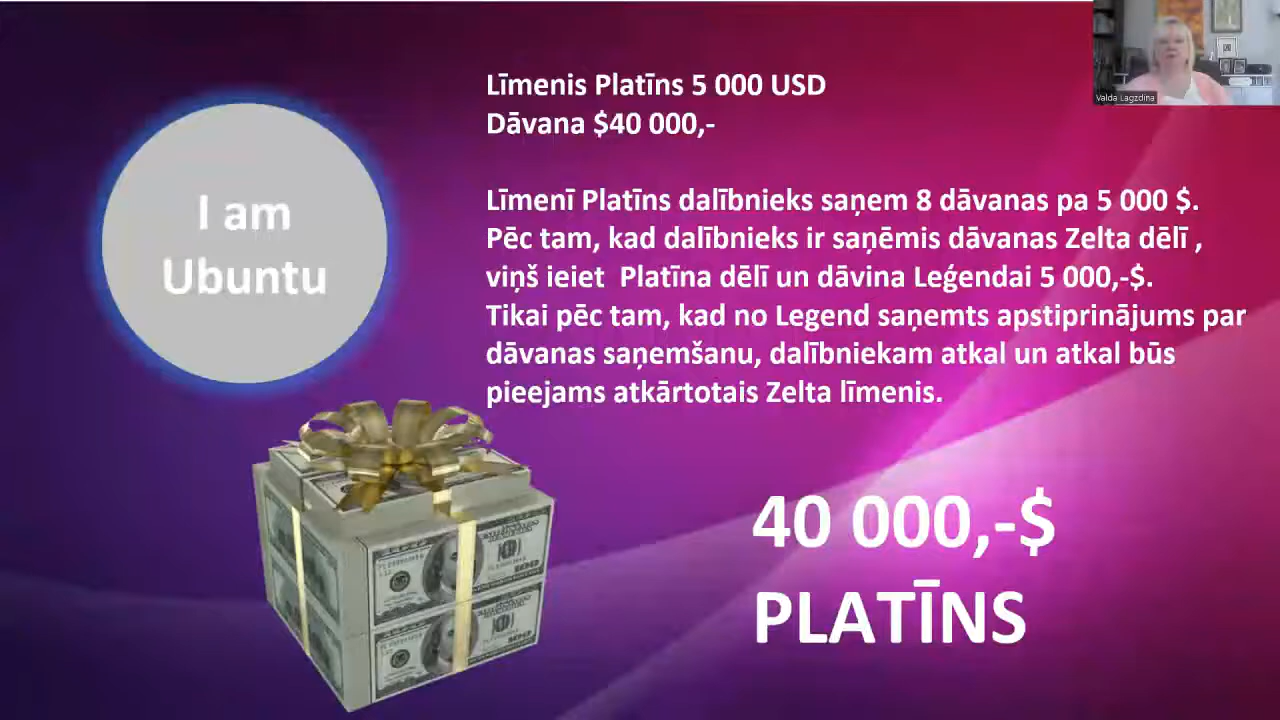 Līmenis Platīns 5 000 USD
Dāvana $40 000,-
Valda Lagzdiņa
I am
Ubuntu
Līmenī Platīns dalībnieks saņem 8 dāvanas pa 5 000 $.
Pēc tam, kad dalībnieks ir saņēmis dāvanas Zelta dēlī ,
viņš ieiet Platīna dēlī un dāvina Leģendai 5 000,-$.
Tikai pēc tam, kad no Legend saņemts apstiprinājums par
dāvanas saņemšanu, dalībniekam atkal un atkal būs
pieejams atkārtotais Zelta līmenis.
40 000,-$
PLATĪNS